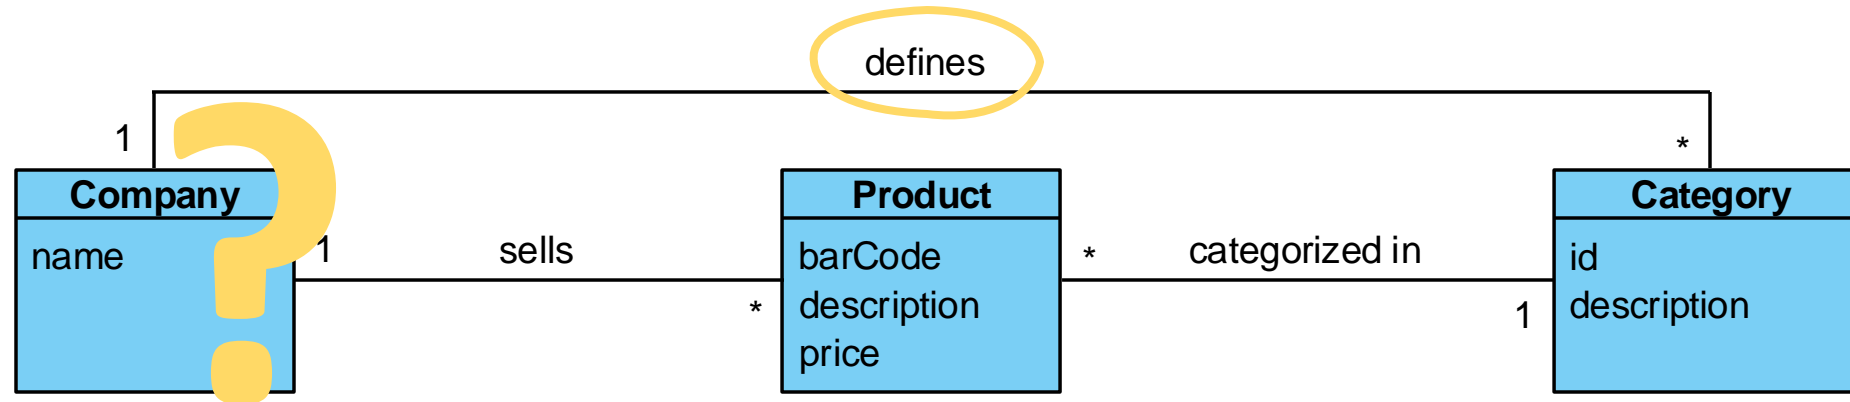 defines
1
*
Company
Product
Category
name
1
sells
barCode
*
categorized in
id
*
description
1
description
price
?